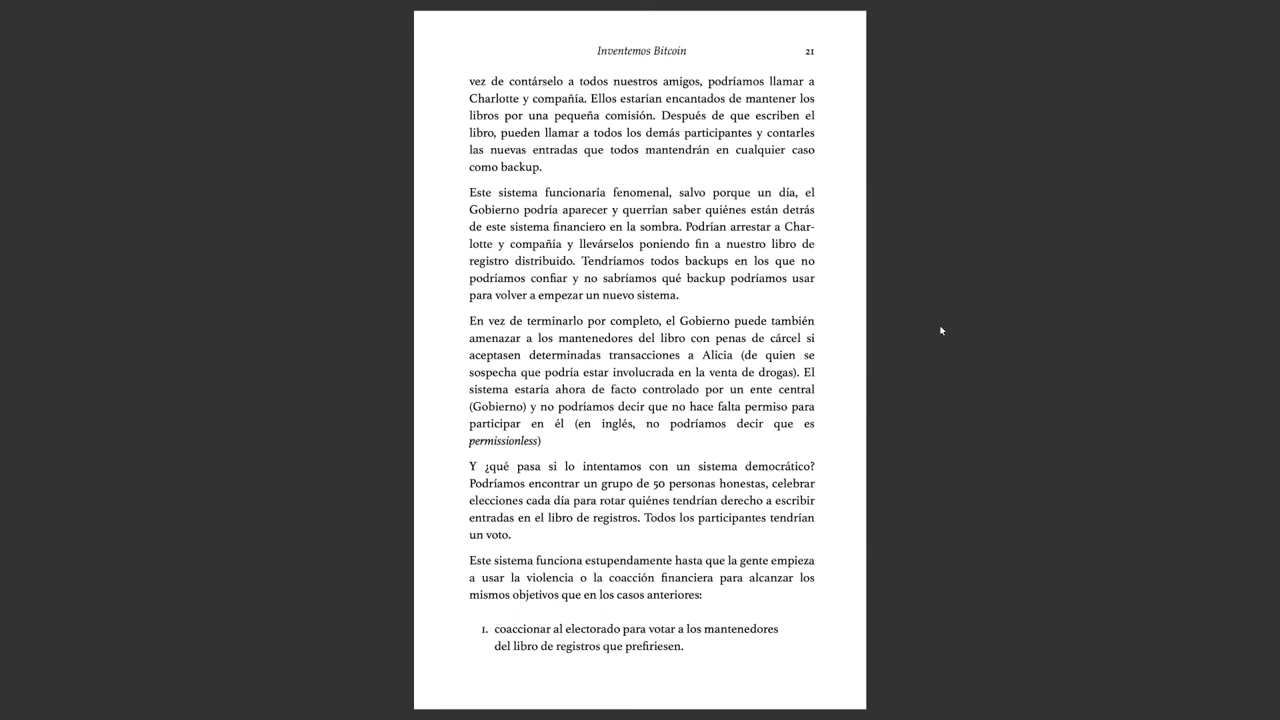 Inventemos Bitcoin 21
vez de contárselo a todos nuestros amigos, podríamos llamar a
Charlotte y compañía. Ellos estarían encantados de mantener los
libros por una pequeña comisión. Después de que escriben el
libro, pueden llamar a todos los demás participantes y contarles
las nuevas entradas que todos mantendrán en cualquier caso
como backup.
Este sistema funcionaría fenomenal, salvo porque un día, el
Gobierno podría aparecer y querrían saber quiénes están detrás
de este sistema financiero en la sombra. Podrían arrestar a Char-
lotte y compañía y llevárselos poniendo fin a nuestro libro de
registro distribuido. Tendríamos todos backups en los que no
podríamos confiar y no sabríamos qué backup podríamos usar
para volver a empezar un nuevo sistema.
En vez de terminarlo por completo, el Gobierno puede también
amenazar a los mantenedores del libro con penas de cárcel si
aceptasen determinadas transacciones a Alicia (de quien se
sospecha que podría estar involucrada en la venta de drogas). El
sistema estaría ahora de facto controlado por un ente central
(Gobierno) y no podríamos decir que no hace falta permiso para
participar en él (en inglés, no podríamos decir que es
permissionless)
Y ¿qué pasa si lo intentamos con un sistema democrático?
Podríamos encontrar un grupo de 50 personas honestas, celebrar
elecciones cada día para rotar quiénes tendrían derecho a escribir
entradas en el libro de registros. Todos los participantes tendrían
un voto.
Este sistema funciona estupendamente hasta que la gente empieza
a usar la violencia o la coacción financiera para alcanzar los
mismos objetivos que en los casos anteriores:
1. coaccionar al electorado para votar a los mantenedores
del libro de registros que prefiriesen.